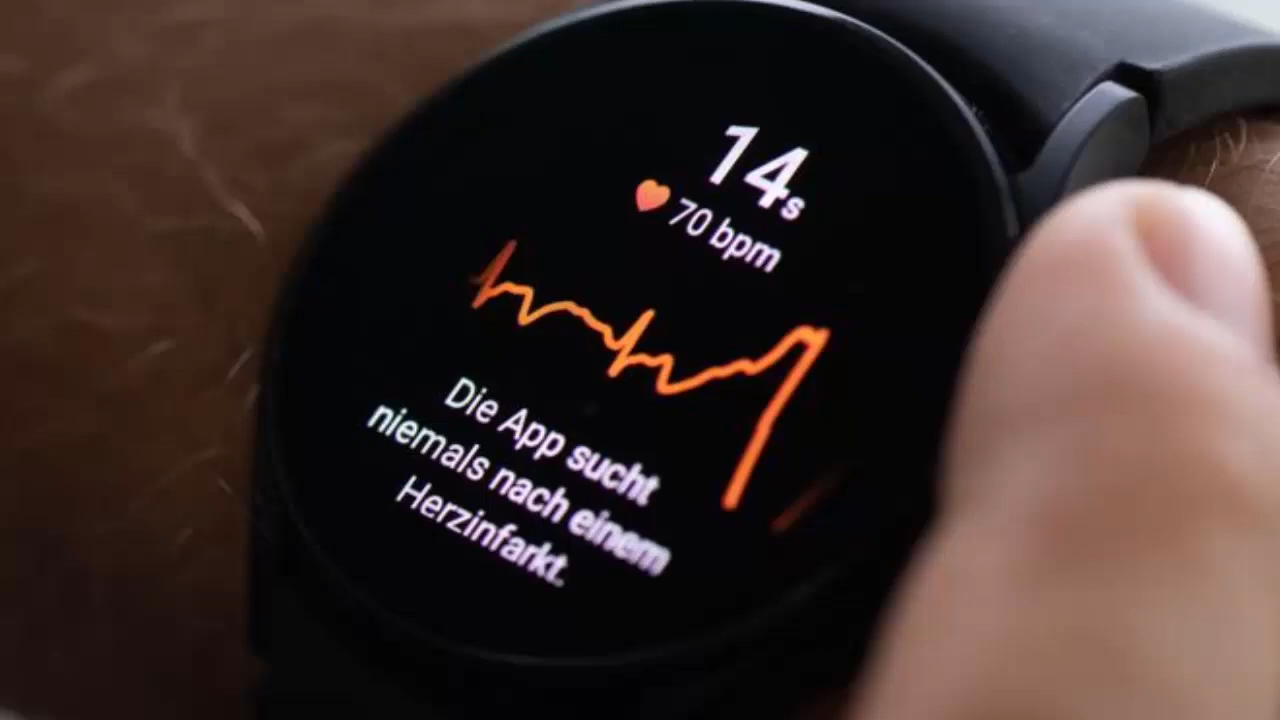 14s
70 bpm
Die App sucht
niemals nach einem
Herzinfarkt.